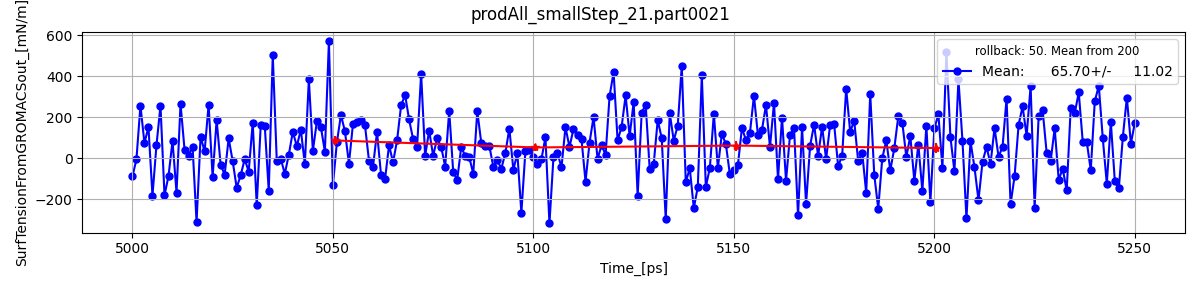 prodAll_smallStep_21.part0021
SurfTensionFromGROMACSout_[mN/m]
600
400
200
0
−200
rollback: 50. Mean from 200
Mean: 65.70+/- 11.02
5000 5050 5100 5150 5200 5250
Time_[ps]